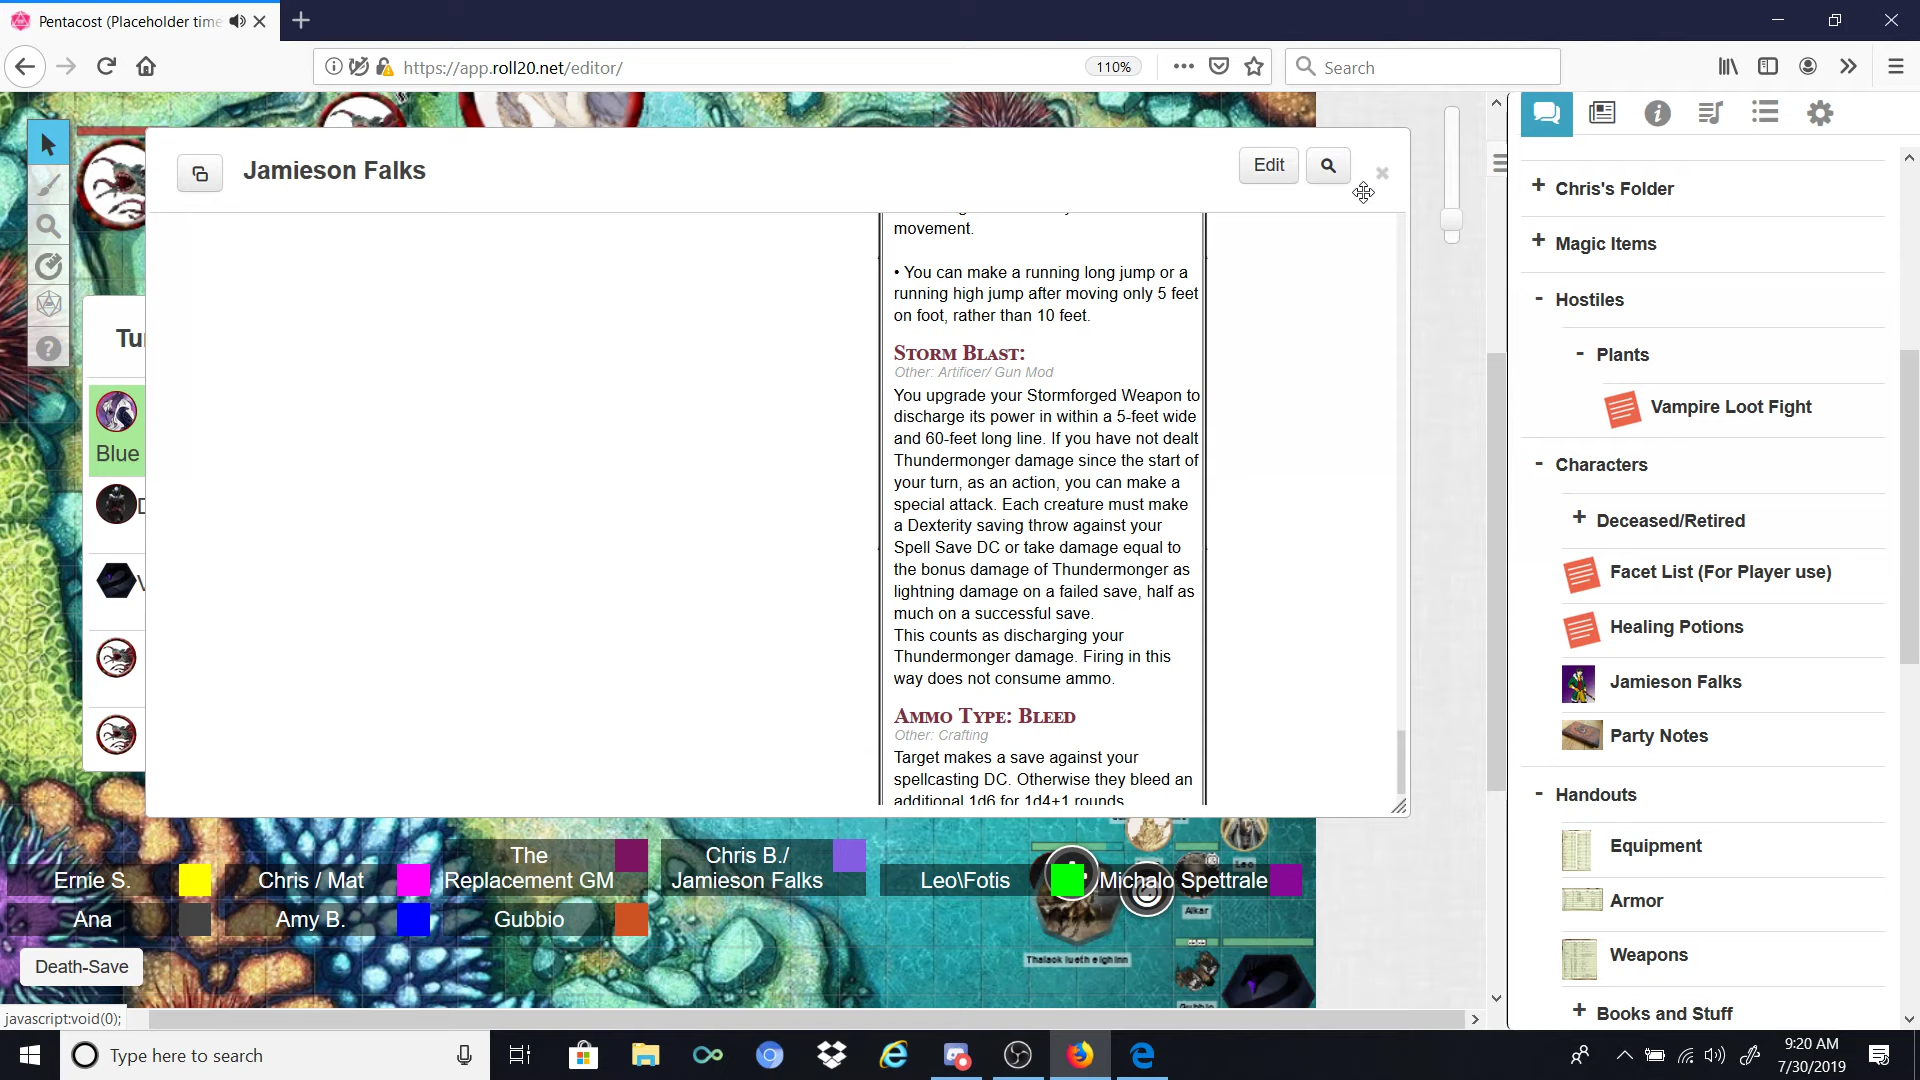 Pentacost (Placeholder time
https://app.roll20.net/editor/
110%
Search
Jamieson Falks
Edit
movement.
• You can make a running long jump or a
running high jump after moving only 5 feet
on foot, rather than 10 feet.
Storm Blast:
Other: Artificer/ Gun Mod
You upgrade your Stormforged Weapon to
discharge its power in within a 5-feet wide
and 60-feet long line. If you have not dealt
Thundermonger damage since the start of
your turn, as an action, you can make a
special attack. Each creature must make
a Dexterity saving throw against your
Spell Save DC or take damage equal to
the bonus damage of Thundermonger as
lightning damage on a failed save, half as
much on a successful save.
This counts as discharging your
Thundermonger damage. Firing in this
way does not consume ammo.
Ammo Type: Bleed
Other: Crafting
Target makes a save against your
spellcasting DC. Otherwise they bleed an
additional 1d6 for 1d4+1 rounds
Tu
Blue
Chris's Folder
Magic Items
Hostiles
Plants
Vampire Loot Fight
Characters
Deceased/Retired
Facet List (For Player use)
Healing Potions
Jamieson Falks
Party Notes
Handouts
Equipment
Armor
Weapons
Books and Stuff
Ernie S.
Chris / Mat
The
Replacement GM
Chris B./
Jamieson Falks
Leo\Fotis
Michalo Spettrale
Ana
Amy B.
Gubbio
Leo
Alkar
Death-Save
javascript:void(0);
Type here to search
9:20 AM
7/30/2019